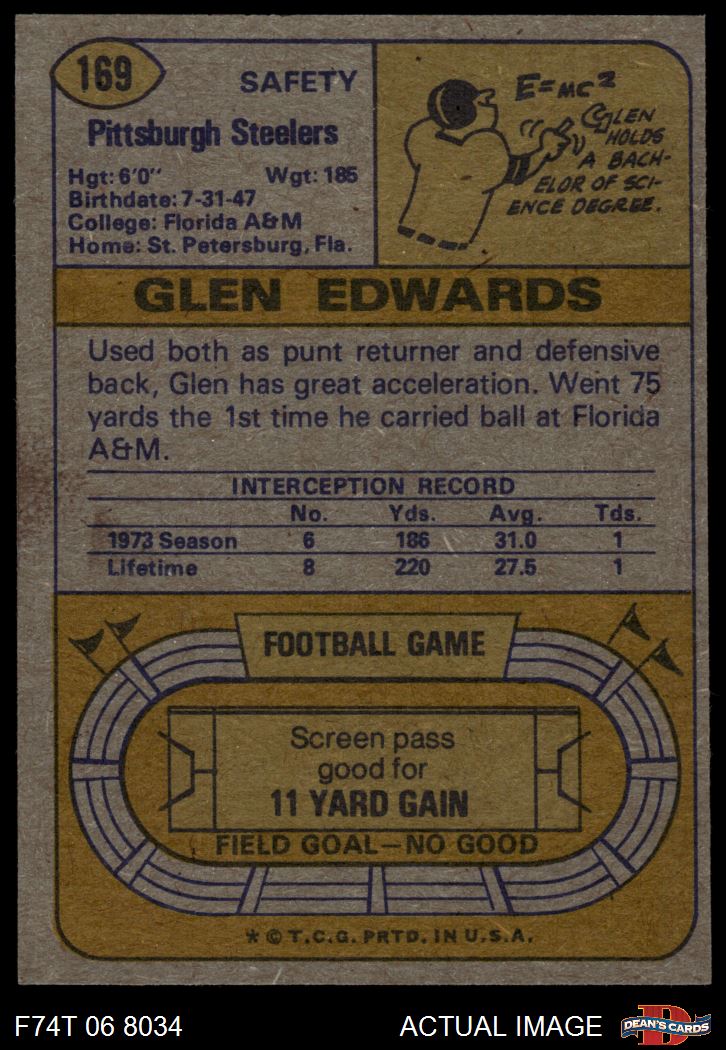 169
SAFETY
Pittsburgh Steelers
Hgt: 6'0" Wgt: 185
Birthdate: 7-31-47
College: Florida A&M
Home: St. Petersburg, Fla.
E=MC²
GLEN
HOLDS
A BACH-
ELOR OF SCI-
ENCE DEGREE.
GLEN EDWARDS
Used both as punt returner and defensive
back, Glen has great acceleration. Went 75
yards the 1st time he carried ball at Florida
A&M.
INTERCEPTION RECORD
No. Yds. Avg. Tds.
1973 Season 6 186 31.0 1
Lifetime 8 220 27.5 1
FOOTBALL GAME
Screen pass
good for
11 YARD GAIN
FIELD GOAL—NO GOOD
* © T.C.G. PRTD. IN U.S.A.
F74T 06 8034 ACTUAL IMAGE
D
DEAN'S CARDS